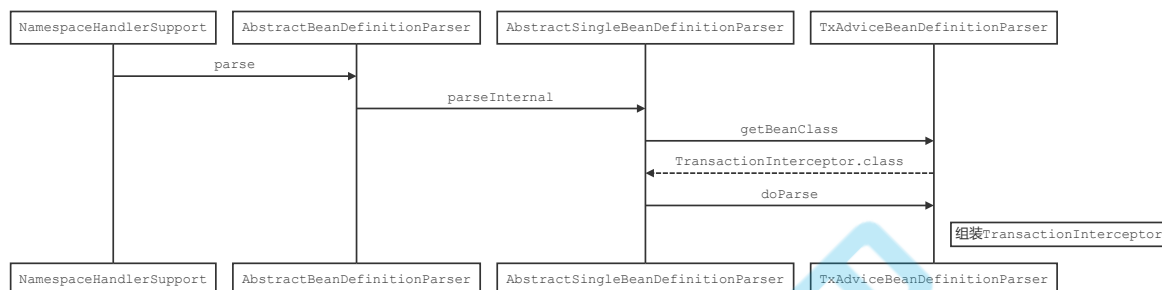 NamespaceHandlerSupport AbstractBeanDefinitionParser AbstractSingleBeanDefinitionParser TxAdviceBeanDefinitionParser
parse
parseInternal
getBeanClass
TransactionInterceptor.class
doParse
组装TransactionInterceptor
NamespaceHandlerSupport AbstractBeanDefinitionParser AbstractSingleBeanDefinitionParser TxAdviceBeanDefinitionParser